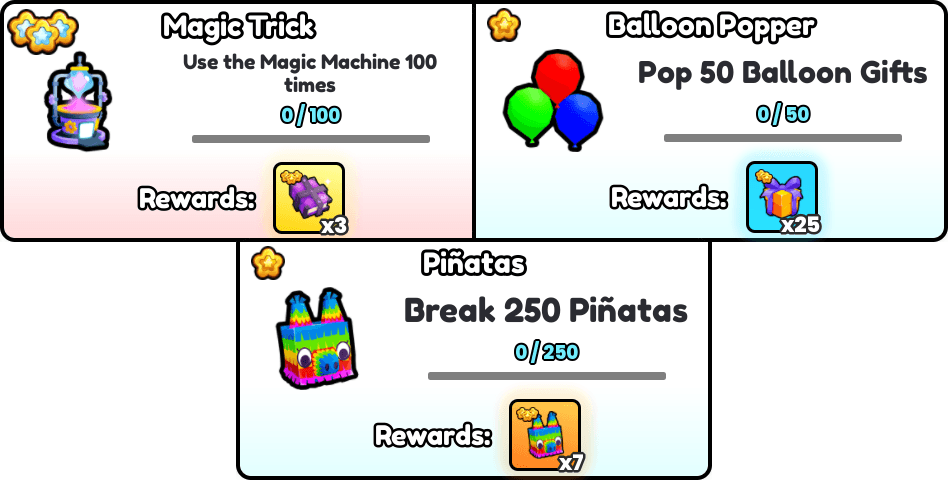 Magic Trick
Use the Magic Machine 100
times
0/100
Rewards:
x3
Balloon Popper
Pop 50 Balloon Gifts
0/50
Rewards:
x25
Piñatas
Break 250 Piñatas
0/250
Rewards:
x7